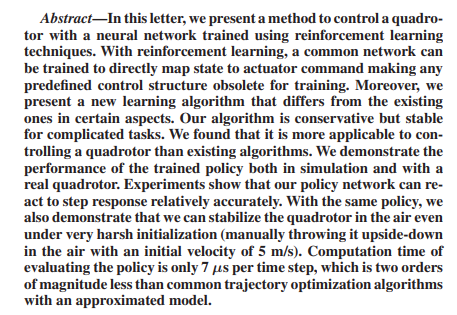 Abstract—In this letter, we present a method to control a quadro-
tor with a neural network trained using reinforcement learning
techniques. With reinforcement learning, a common network can
be trained to directly map state to actuator command making any
predefined control structure obsolete for training. Moreover, we
present a new learning algorithm that differs from the existing
ones in certain aspects. Our algorithm is conservative but stable
for complicated tasks. We found that it is more applicable to con-
trolling a quadrotor than existing algorithms. We demonstrate the
performance of the trained policy both in simulation and with a
real quadrotor. Experiments show that our policy network can re-
act to step response relatively accurately. With the same policy, we
also demonstrate that we can stabilize the quadrotor in the air even
under very harsh initialization (manually throwing it upside-down
in the air with an initial velocity of 5 m/s). Computation time of
evaluating the policy is only 7 μs per time step, which is two orders
of magnitude less than common trajectory optimization algorithms
with an approximated model.